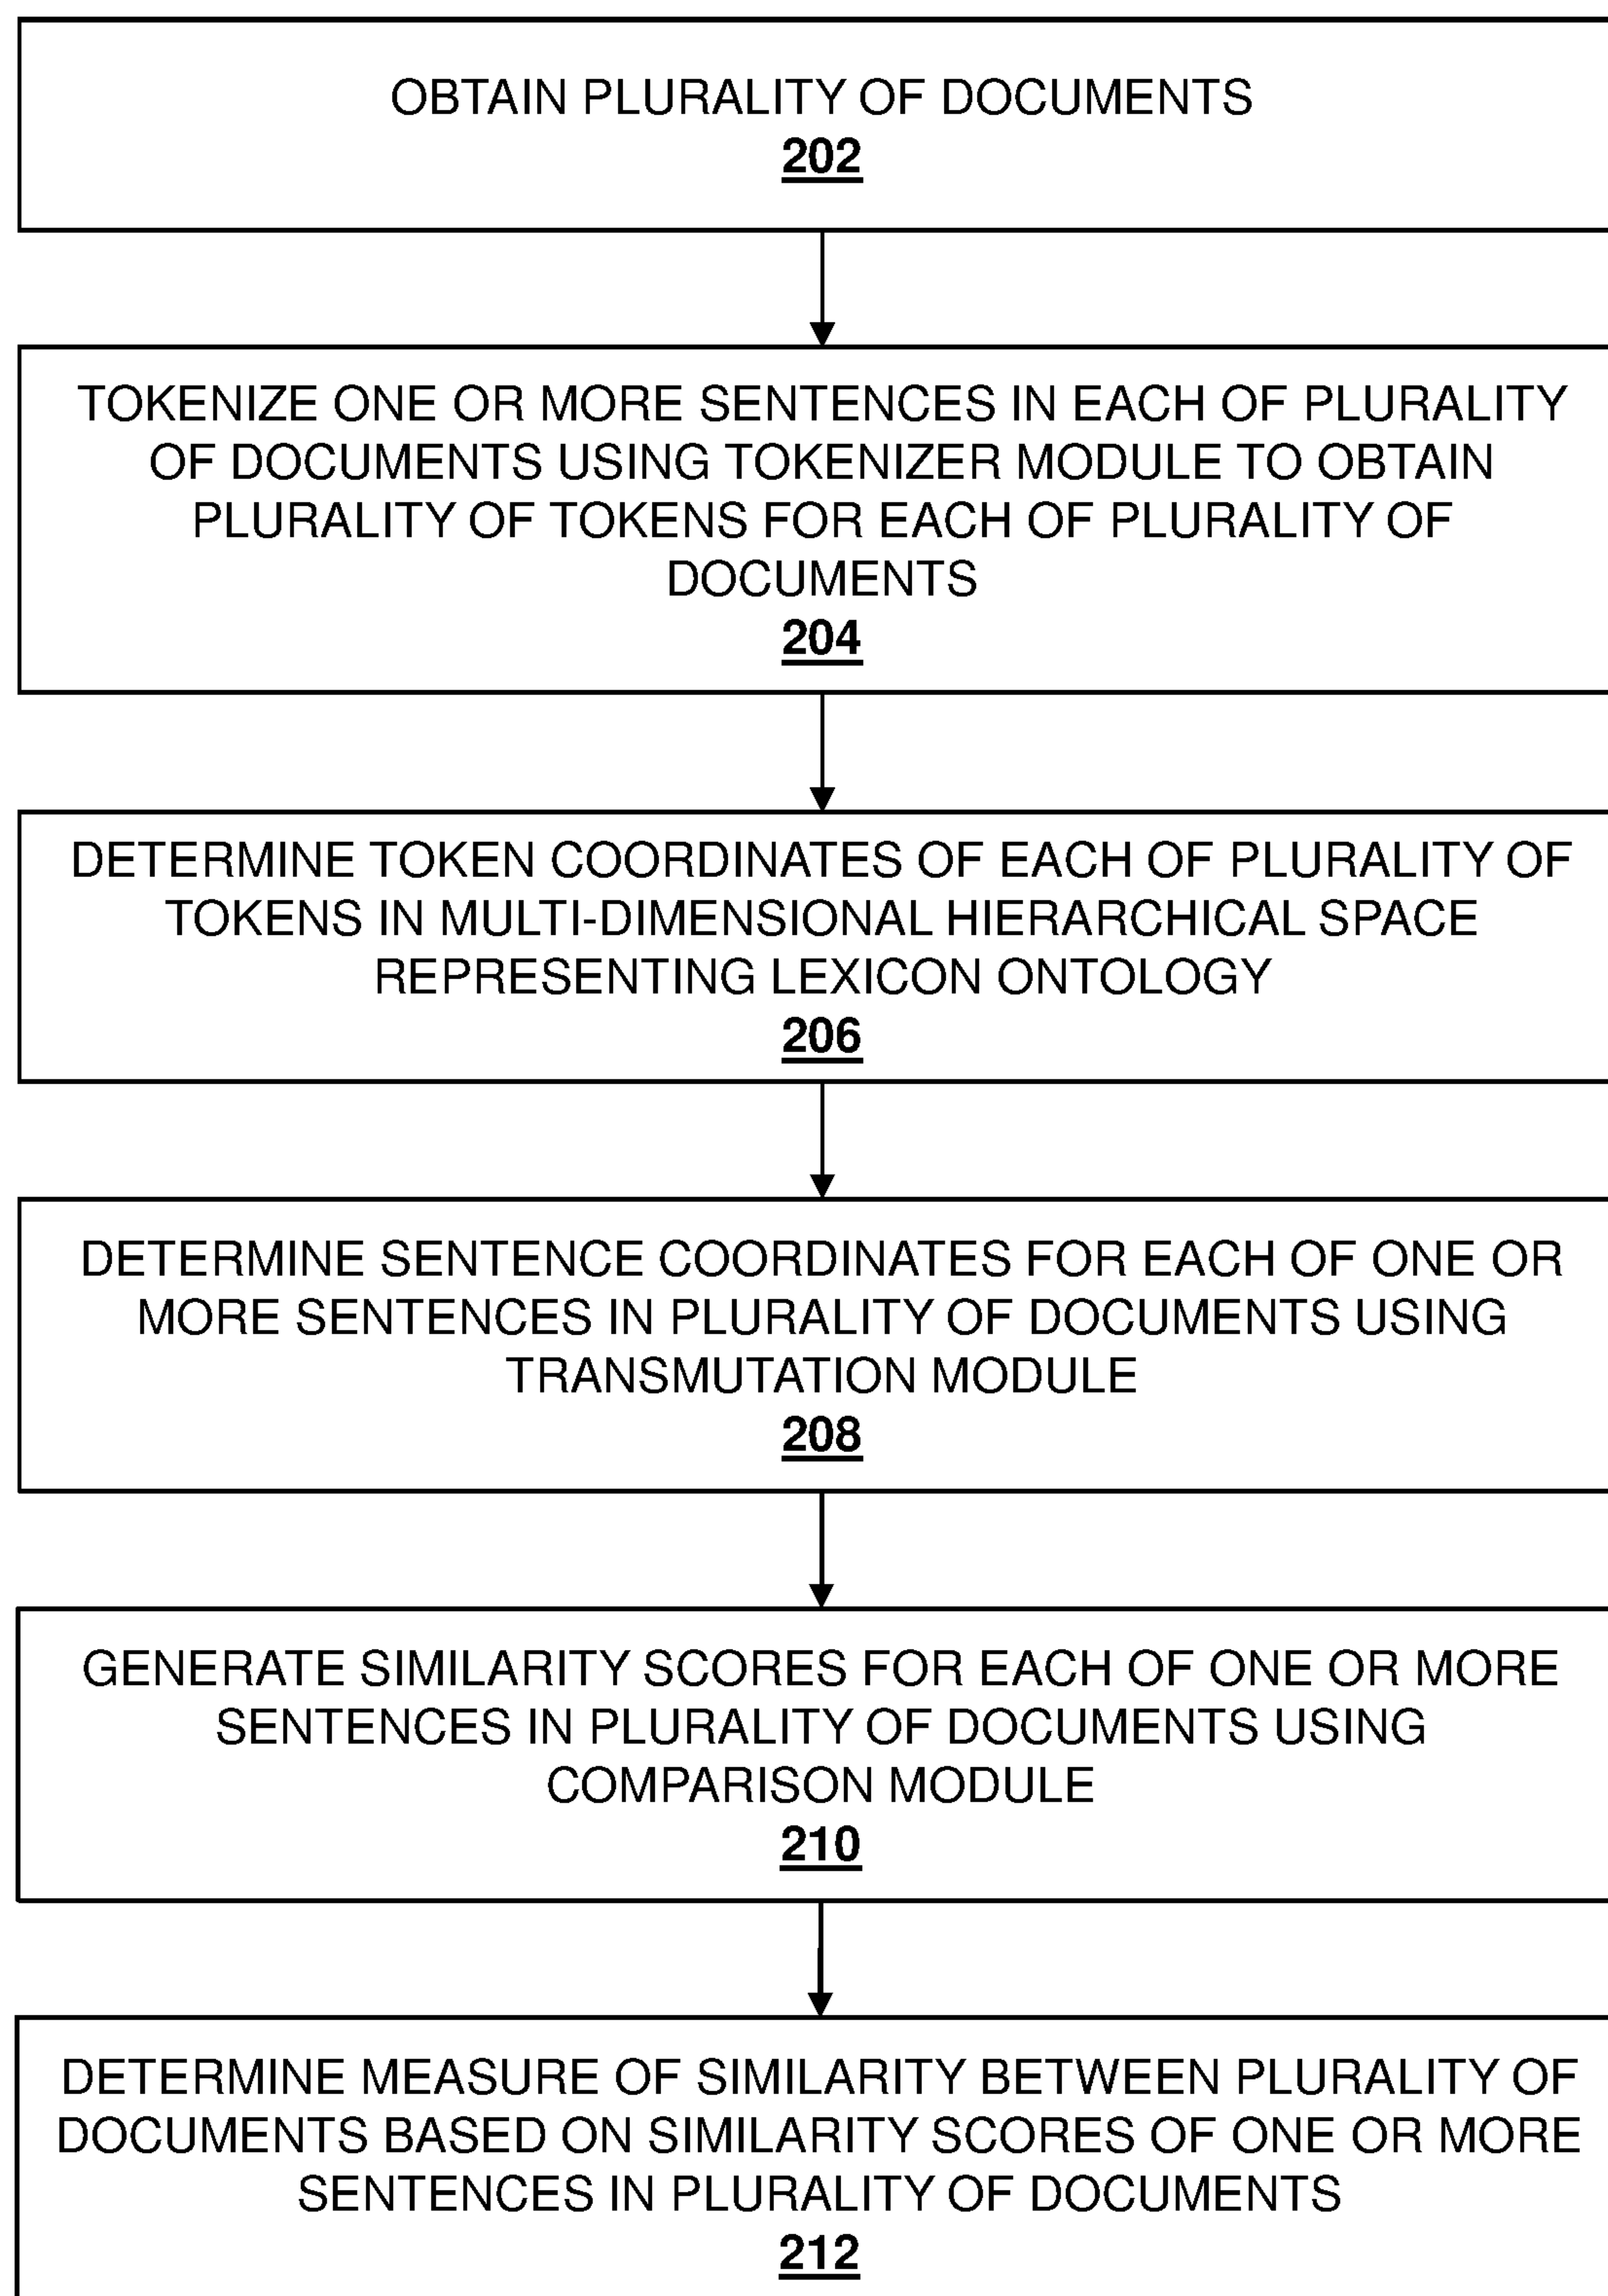 OBTAIN PLURALITY OF DOCUMENTS
202
TOKENIZE ONE OR MORE SENTENCES IN EACH OF PLURALITY
OF DOCUMENTS USING TOKENIZER MODULE TO OBTAIN
PLURALITY OF TOKENS FOR EACH OF PLURALITY OF
DOCUMENTS
204
DETERMINE TOKEN COORDINATES OF EACH OF PLURALITY OF
TOKENS IN MULTI-DIMENSIONAL HIERARCHICAL SPACE
REPRESENTING LEXICON ONTOLOGY
206
DETERMINE SENTENCE COORDINATES FOR EACH OF ONE OR
MORE SENTENCES IN PLURALITY OF DOCUMENTS USING
TRANSMUTATION MODULE
208
GENERATE SIMILARITY SCORES FOR EACH OF ONE OR MORE
SENTENCES IN PLURALITY OF DOCUMENTS USING
COMPARISON MODULE
210
DETERMINE MEASURE OF SIMILARITY BETWEEN PLURALITY OF
DOCUMENTS BASED ON SIMILARITY SCORES OF ONE OR MORE
SENTENCES IN PLURALITY OF DOCUMENTS
212